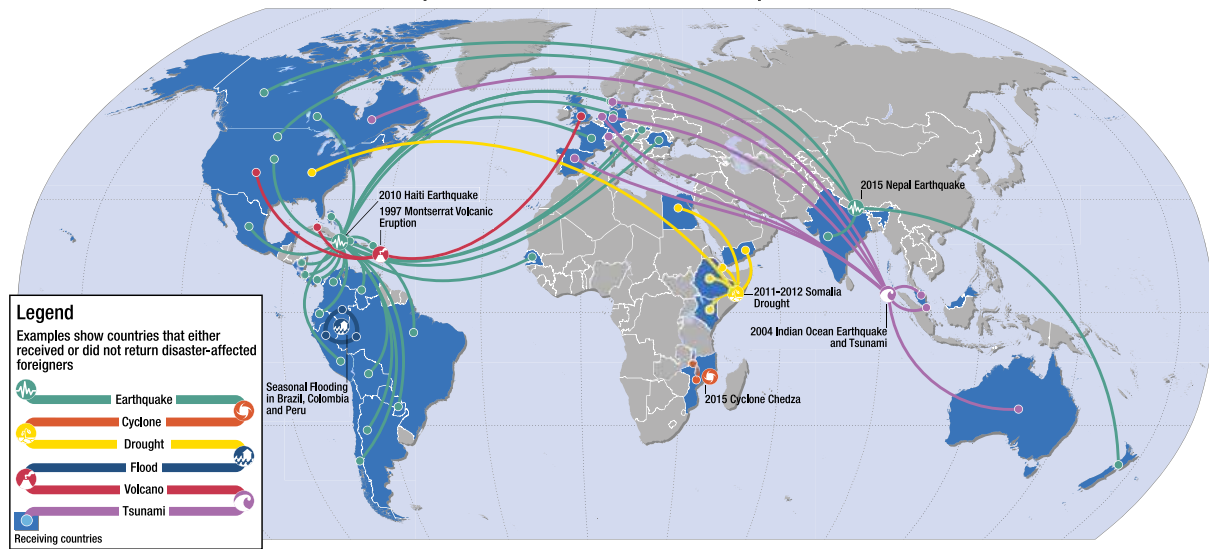 2015 Nepal Earthquake
2010 Haiti Earthquake
1997 Montserrat Volcanic
Eruption
2011-2012 Somalia
Drought
2004 Indian Ocean Earthquake
and Tsunami
Seasonal Flooding
in Brazil, Colombia
and Peru
2015 Cyclone Chedza
Legend
Examples show countries that either
received or did not return disaster-affected
foreigners
Earthquake
Cyclone
Drought
Flood
Volcano
Tsunami
Receiving countries